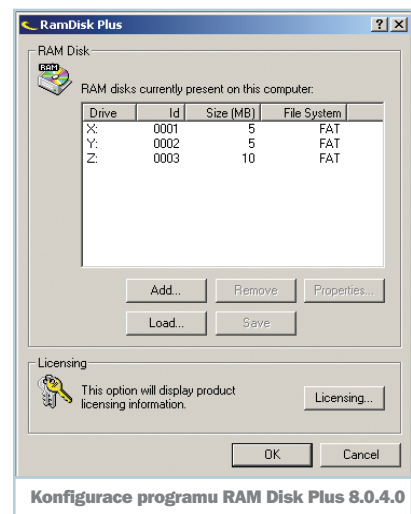 RamDisk Plus
RAM Disk
RAM
RAM disks currently present on this computer:
Drive Id Size (MB) File System
X: 0001 5 FAT
Y: 0002 5 FAT
Z: 0003 10 FAT
Add... Remove Properties...
Load... Save
Licensing
This option will display product
licensing information.
Licensing...
OK Cancel
Konfigurace programu RAM Disk Plus 8.0.4.0